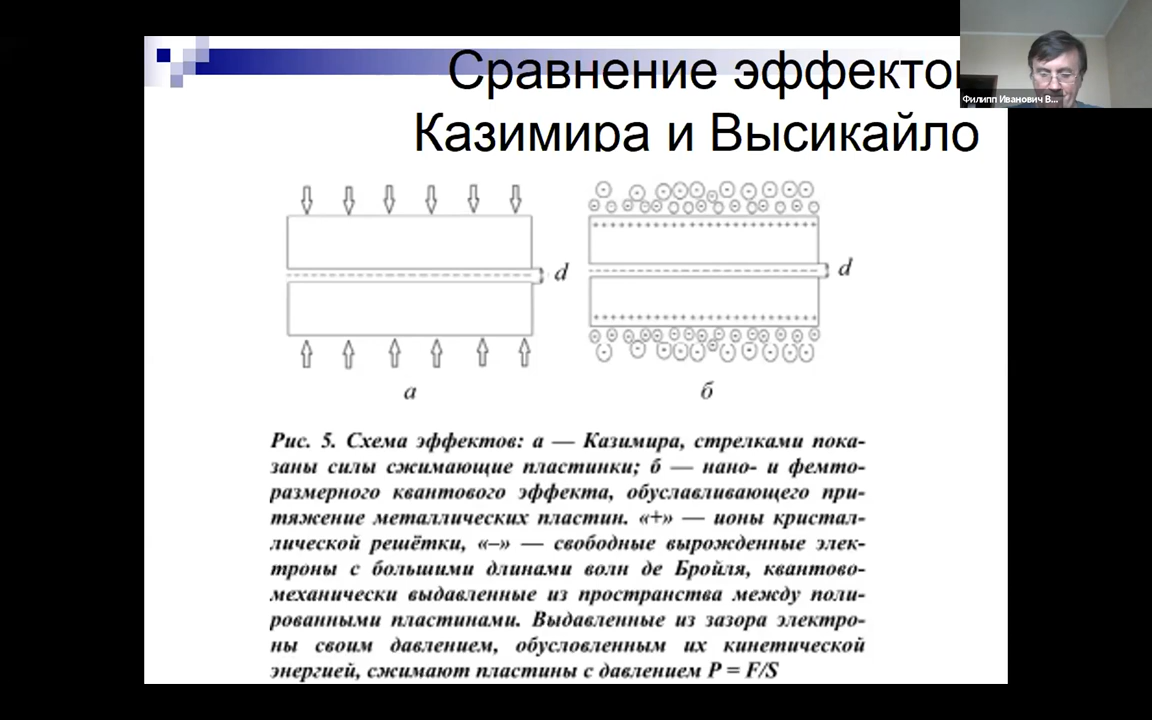 Сравнение эффектов
Филипп Иванович В...
Казимира и Высикайло
d
d
а
б
Рис. 5. Схема эффектов: а — Казимира, стрелками пока-
заны силы сжимающие пластинки; б — нано- и фемто-
размерного квантового эффекта, обуславливающего при-
тяжение металлических пластин. «+» — ионы кристал-
лической решётки, «–» — свободные вырожденные элек-
троны с большими длинами волн де Бройля, квантово-
механически выдавленные из пространства между поли-
рованными пластинами. Выдавленные из зазора электро-
ны своим давлением, обусловленным их кинетической
энергией, сжимают пластины с давлением P = F/S